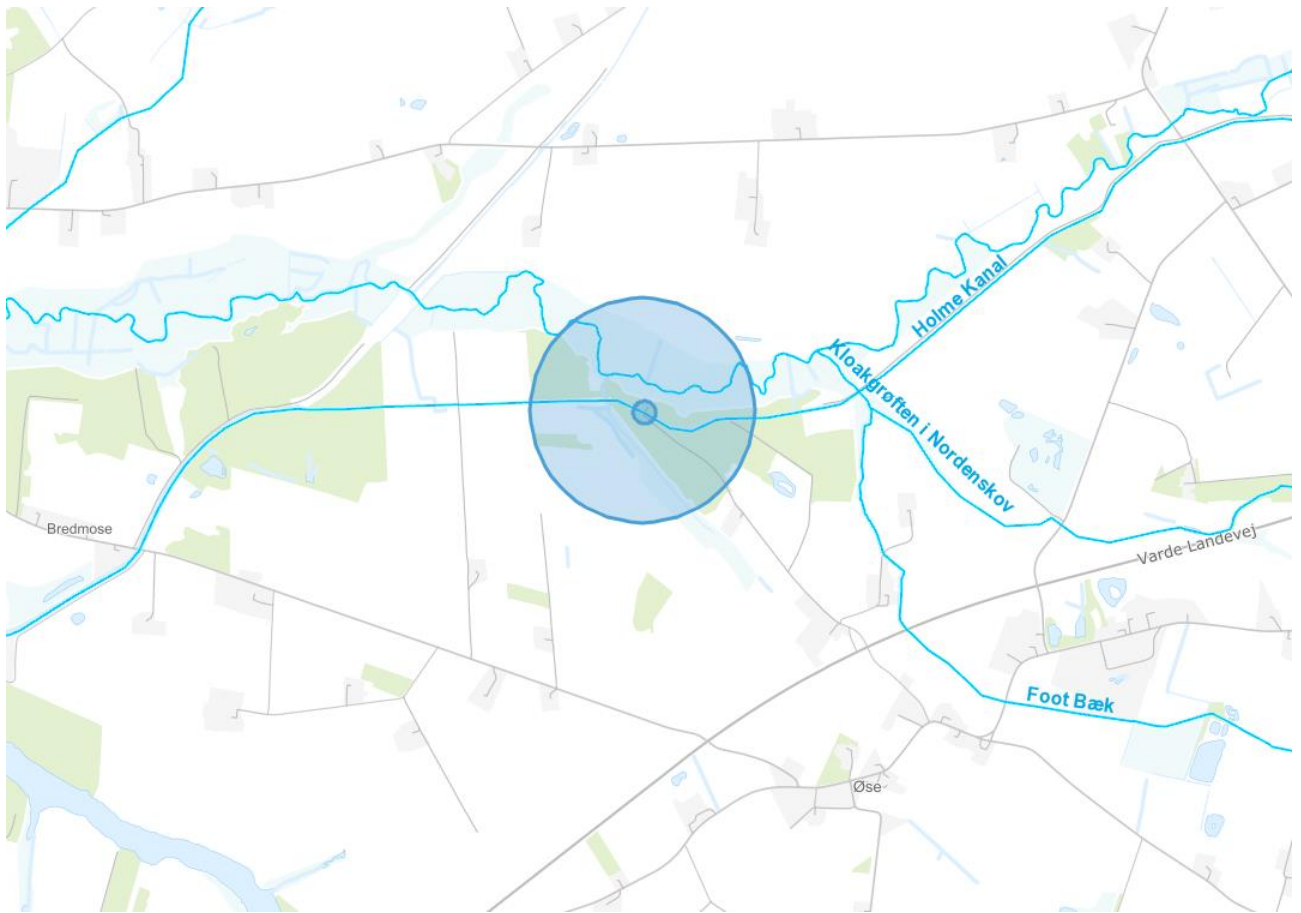 Holme Kanal
Kloakgrøften i Nordenskov
Bredmose
Varde Landevej
Foot Bæk
Øse